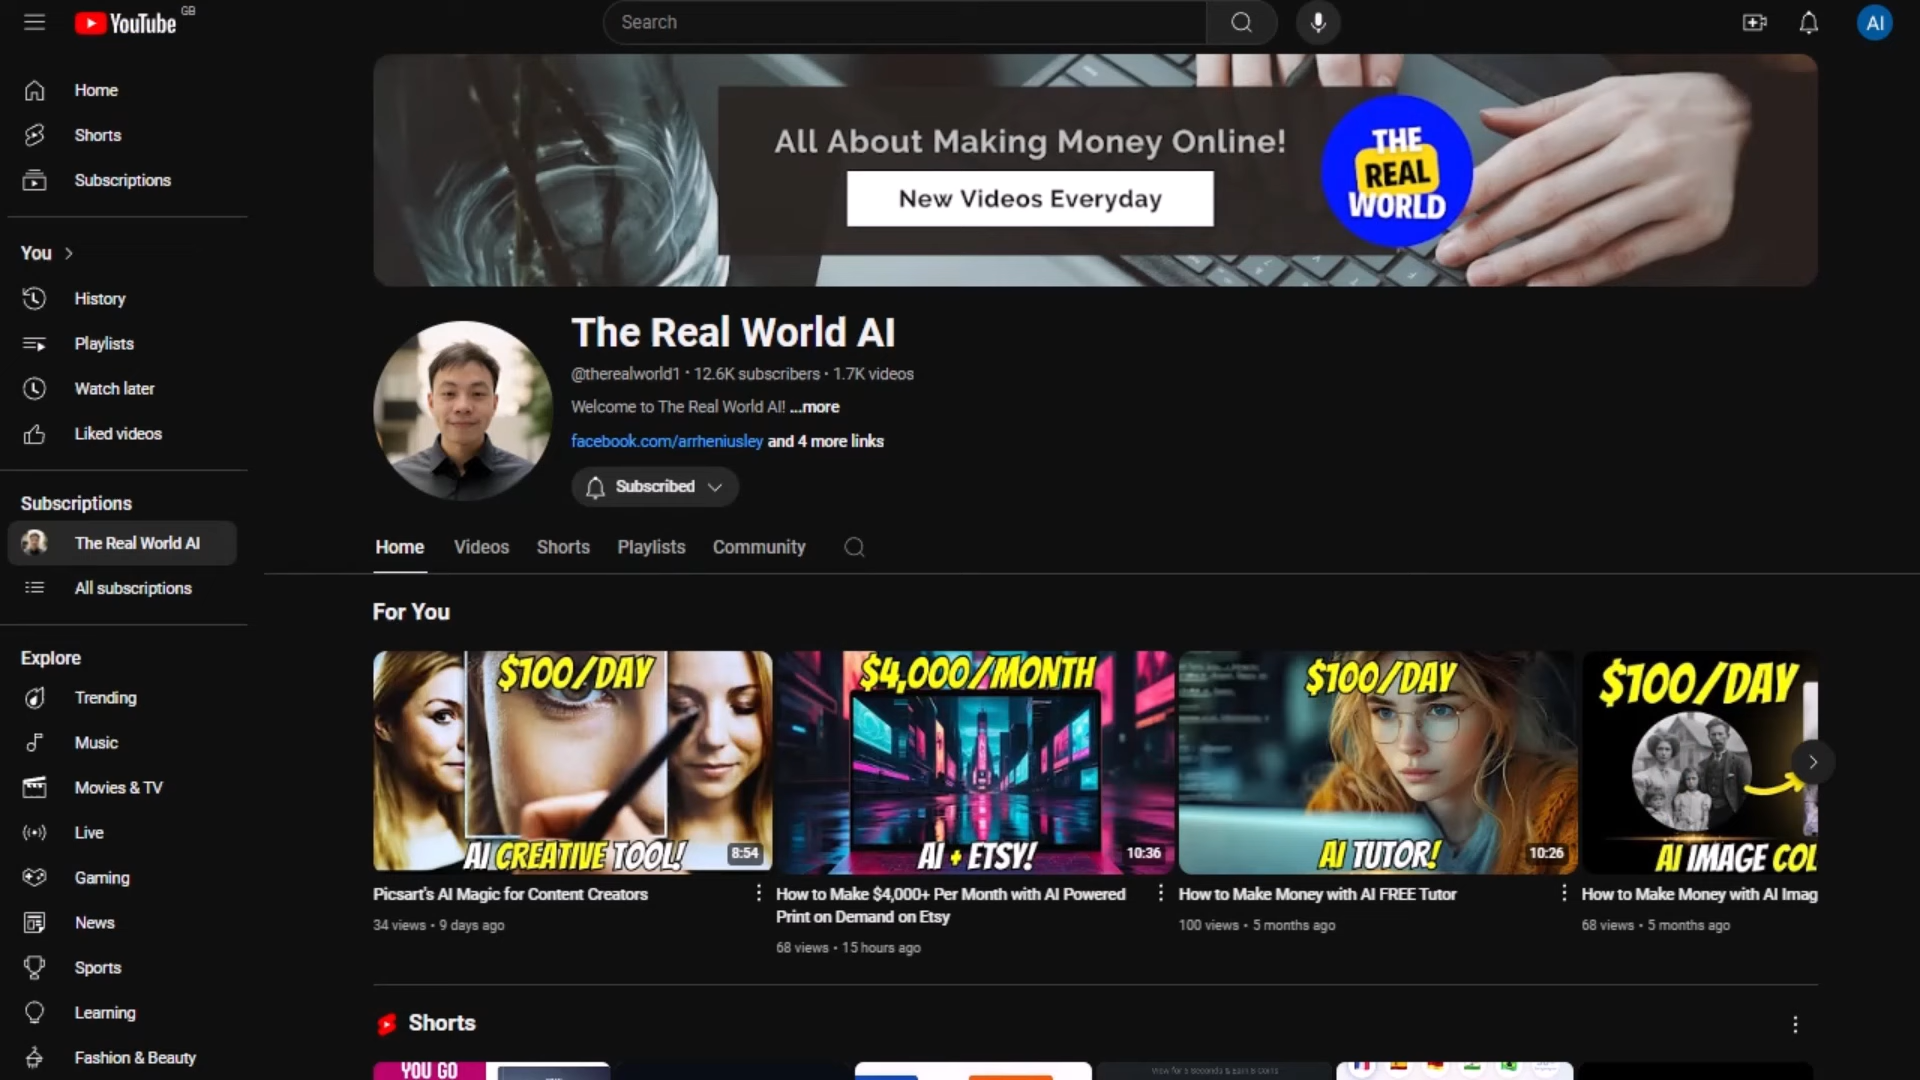 YouTube
GB
Search
AI
Home
Shorts
Subscriptions
You
History
Playlists
Watch later
Liked videos
Subscriptions
The Real World AI
All subscriptions
Explore
Trending
Music
Movies & TV
Live
Gaming
News
Sports
Learning
Fashion & Beauty
All About Making Money Online!
New Videos Everyday
THE
REAL
WORLD
The Real World AI
@therealworld1 • 12.6K subscribers • 1.7K videos
Welcome to The Real World AI! ...more
facebook.com/arrheniusley and 4 more links
Subscribed
Home Videos Shorts Playlists Community
For You
$100/DAY
AI CREATIVE TOOL!
8:54
Picsart's AI Magic for Content Creators
34 views • 9 days ago
$4,000/MONTH
AI + ETSY!
10:36
How to Make $4,000+ Per Month with AI Powered
Print on Demand on Etsy
68 views • 15 hours ago
$100/DAY
AI TUTOR!
10:26
How to Make Money with AI FREE Tutor
100 views • 5 months ago
$100/DAY
AI IMAGE COL
How to Make Money with AI Imag
68 views • 5 months ago
Shorts
YOU GO